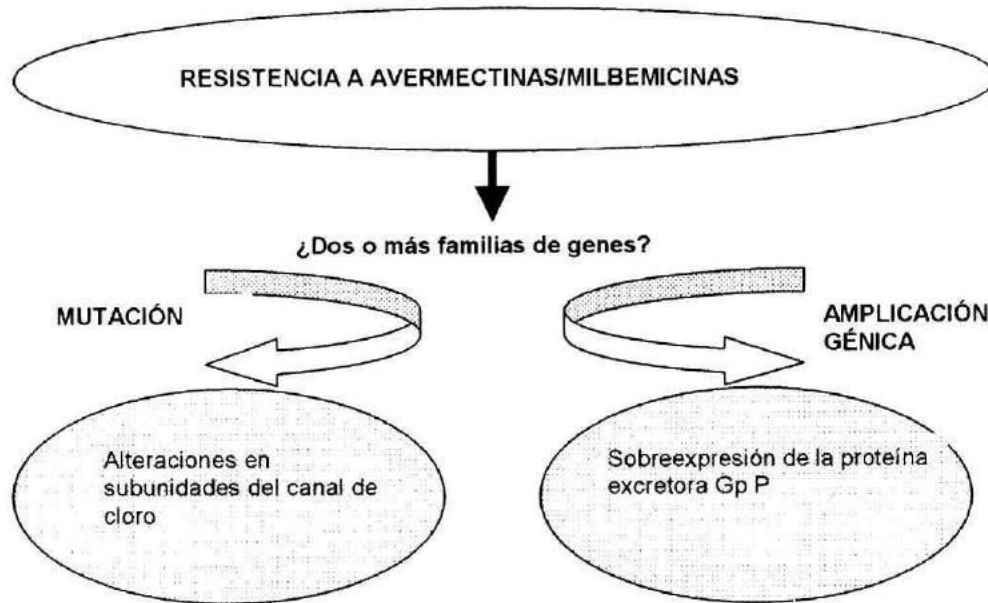 RESISTENCIA A AVERMECTINAS/MILBEMICINAS
¿Dos o más familias de genes?
MUTACIÓN
AMPLICACIÓN
GÉNICA
Alteraciones en
subunidades del canal de
cloro
Sobreexpresión de la proteína
excretora Gp P